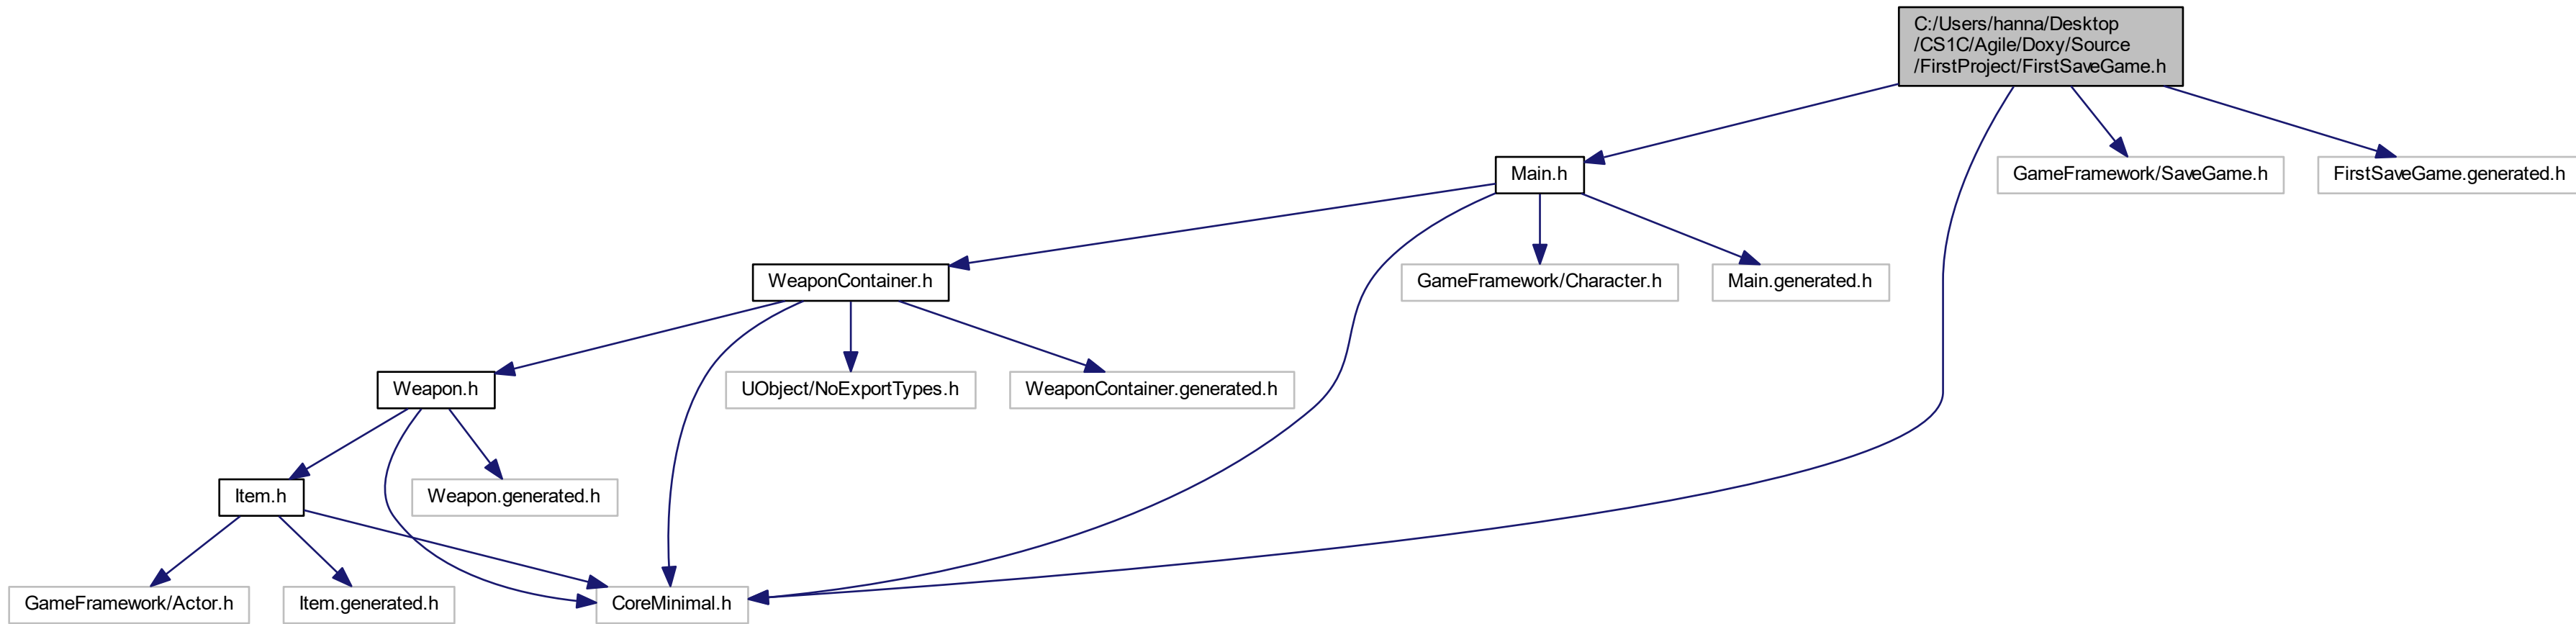 C:/Users/hanna/Desktop
/CS1C/Agile/Doxy/Source
/FirstProject/FirstSaveGame.h
Main.h
GameFramework/SaveGame.h
FirstSaveGame.generated.h
WeaponContainer.h
GameFramework/Character.h
Main.generated.h
Weapon.h
UObject/NoExportTypes.h
WeaponContainer.generated.h
Item.h
Weapon.generated.h
GameFramework/Actor.h
Item.generated.h
CoreMinimal.h